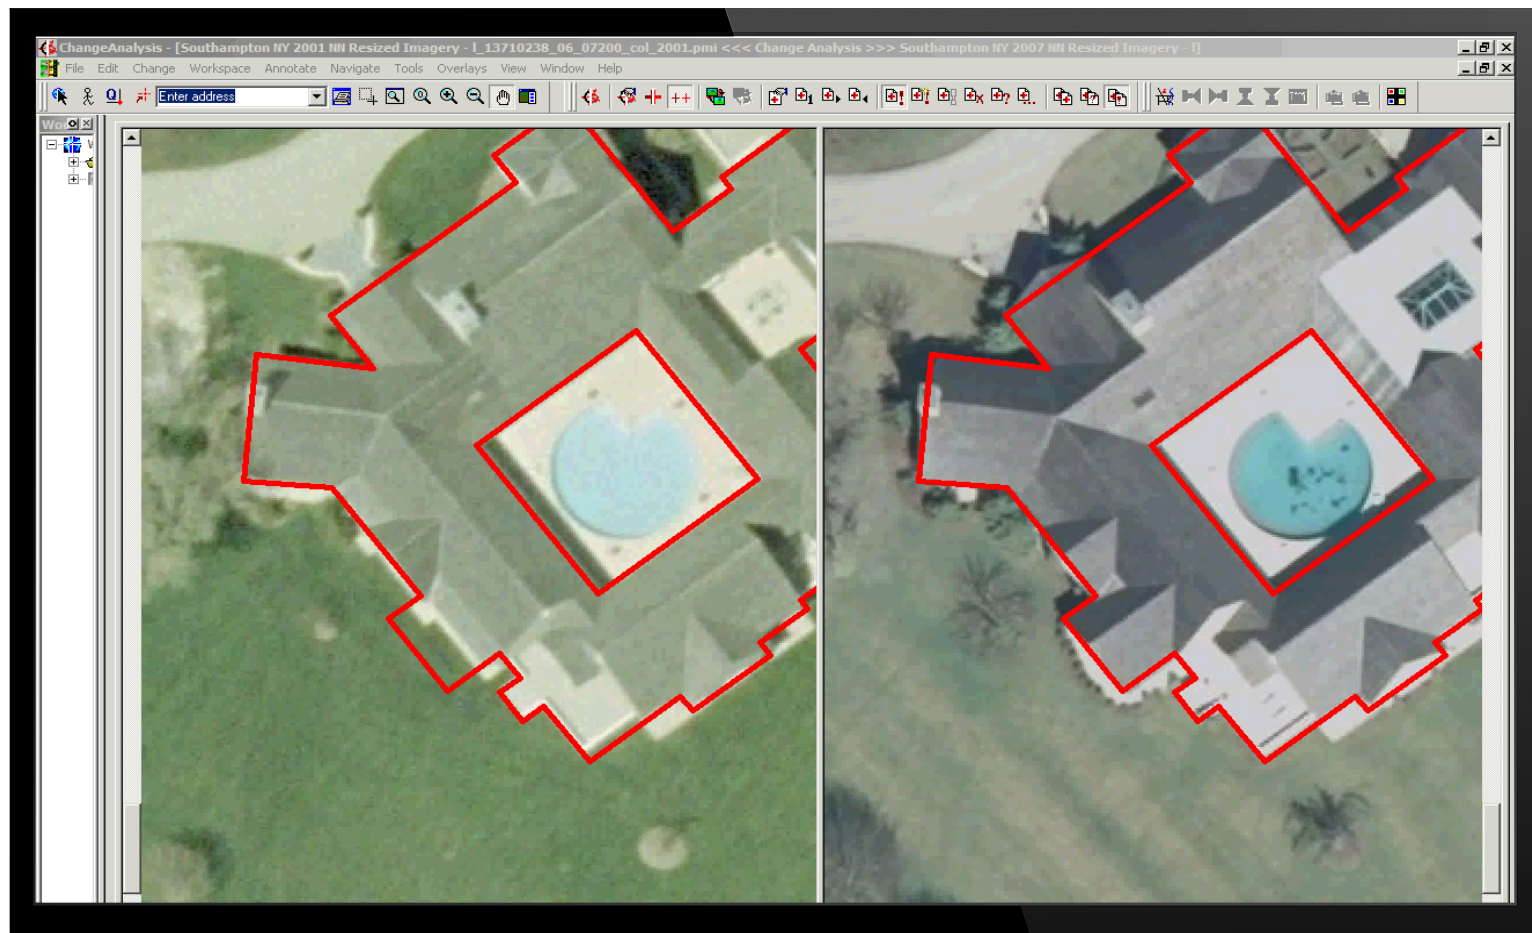 ChangeAnalysis - [Southampton NY 2001 NN Resized Imagery - l_13710238_06_07200_col_2001.pmi <<< Change Analysis >>> Southampton NY 2007 NN Resized Imagery - l]
File Edit Change Workspace Annotate Navigate Tools Overlays View Window Help
Enter address